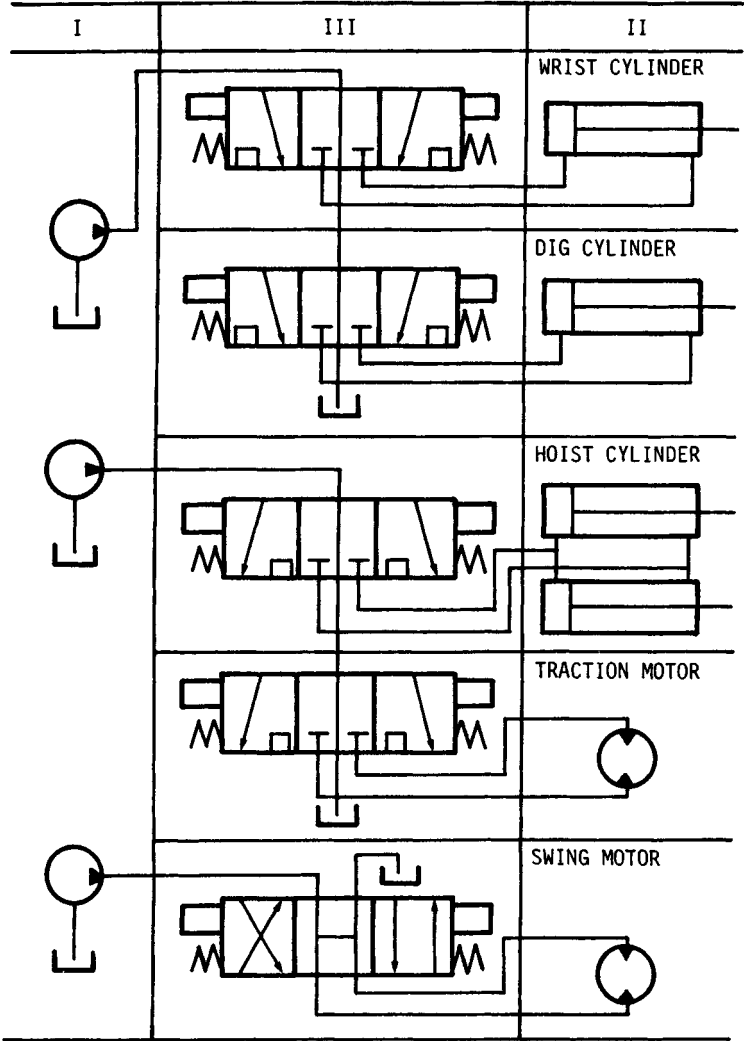 I III II
WRIST CYLINDER
DIG CYLINDER
HOIST CYLINDER
TRACTION MOTOR
SWING MOTOR